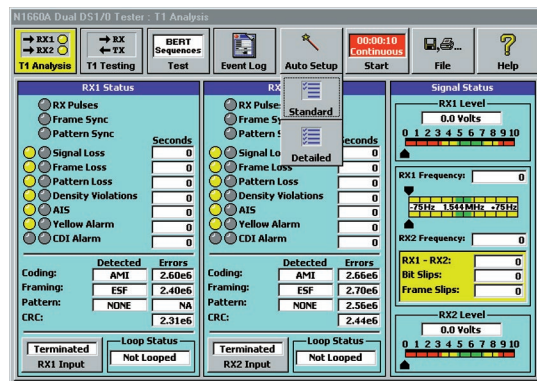 N1660A Dual DS1/0 Tester : T1 Analysis
→ RX1
→ RX2
T1 Analysis
→ RX
← TX
T1 Testing
BERT
Sequences
Test
Event Log
Auto Setup
00:00:10
Continuous
Start
File
?
Help
Standard
Detailed
RX1 Status
RX Pulses
Frame Sync
Pattern Sync
Seconds
Signal Loss 0
Frame Loss 0
Pattern Loss 0
Density Violations 0
AIS 0
Yellow Alarm 0
CDI Alarm 0
Detected Errors
Coding: AMI 2.60e6
Framing: ESF 2.40e6
Pattern: NONE NA
CRC: 2.31e6
Terminated
RX1 Input
Loop Status
Not Looped
RX
RX Pulse
Frame Sy
Pattern S
econds
Signal Lo 0
Frame Loss 0
Pattern Loss 0
Density Violations 0
AIS 0
Yellow Alarm 0
CDI Alarm 0
Detected Errors
Coding: AMI 2.66e6
Framing: ESF 2.70e6
Pattern: NONE 2.56e6
CRC: 2.44e6
Terminated
RX2 Input
Loop Status
Not Looped
Signal Status
RX1 Level
0.0 Volts
0 1 2 3 4 5 6 7 8 9 10
RX1 Frequency: 0
-75Hz 1.544 MHz +75Hz
RX2 Frequency: 0
RX1 - RX2: 0
Bit Slips: 0
Frame Slips: 0
RX2 Level
0.0 Volts
0 1 2 3 4 5 6 7 8 9 10